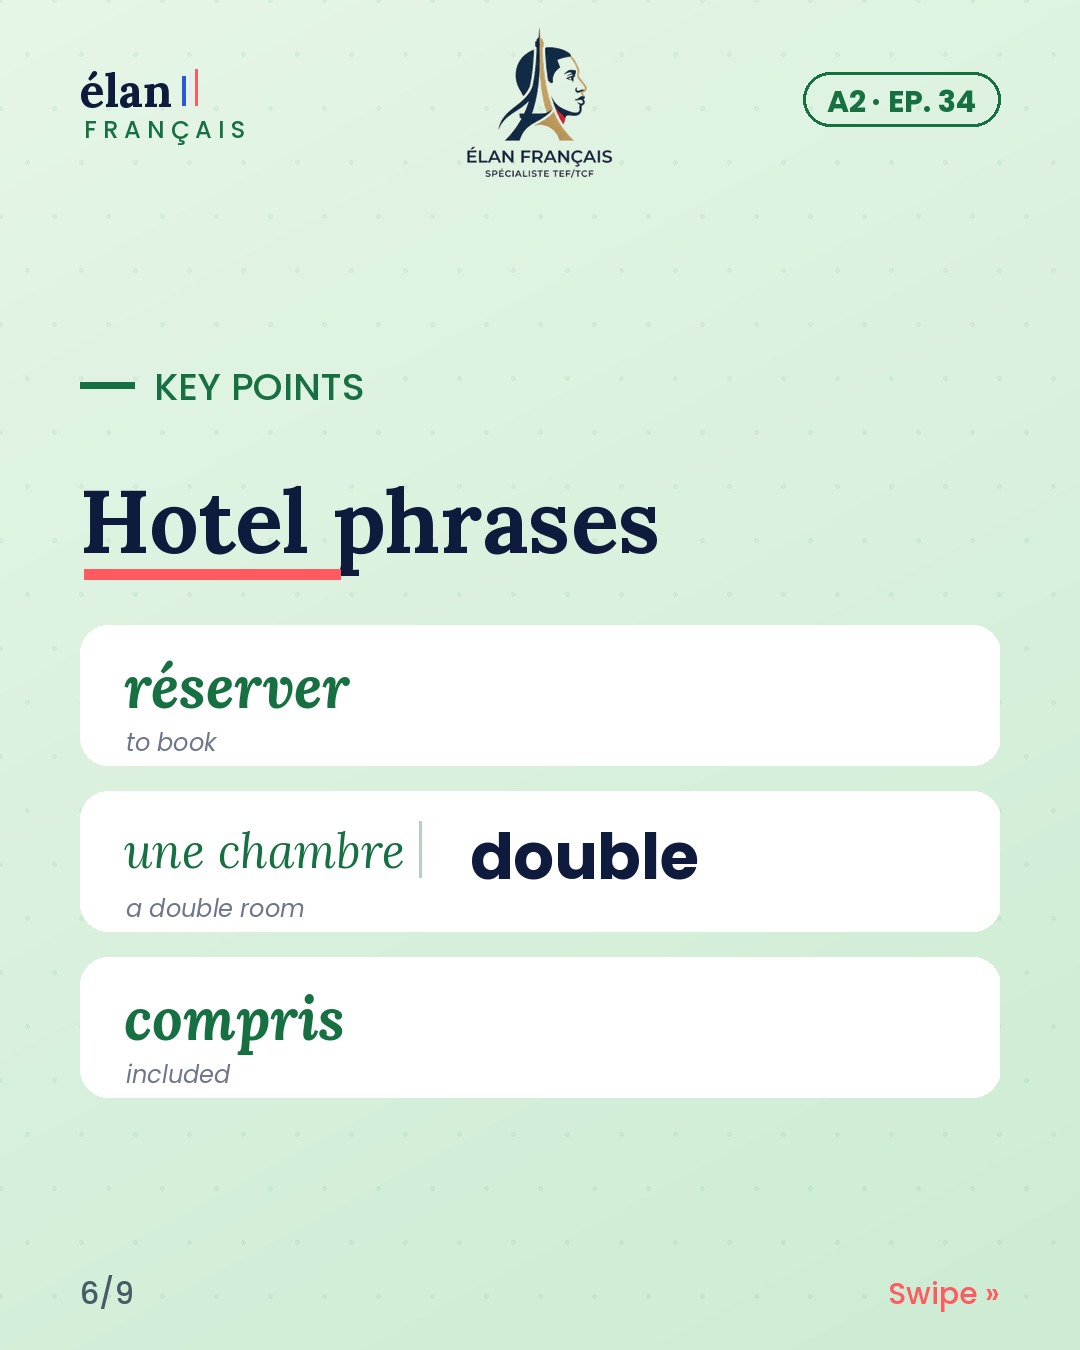 élan
FRANÇAIS
ÉLAN FRANÇAIS
SPÉCIALISTE TEF/TCF
A2 · EP. 34
KEY POINTS
Hotel phrases
réserver
to book
une chambre double
a double room
compris
included
6/9
Swipe »